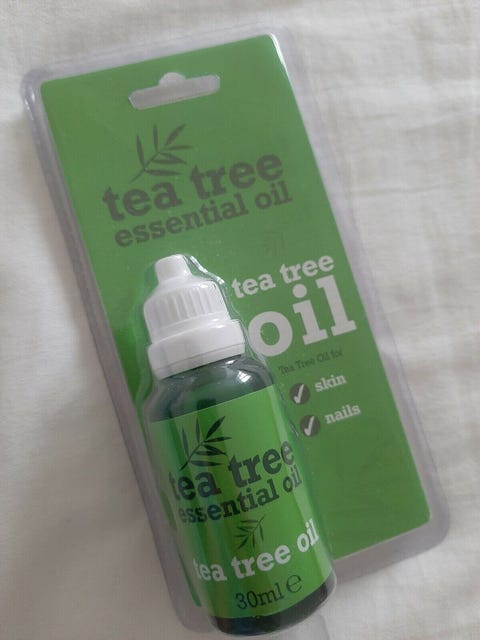 tea tree
essential oil
tea tree
oil
Tea Tree Oil for
skin
nails
tea tree
essential oil
tea tree oil
30ml e